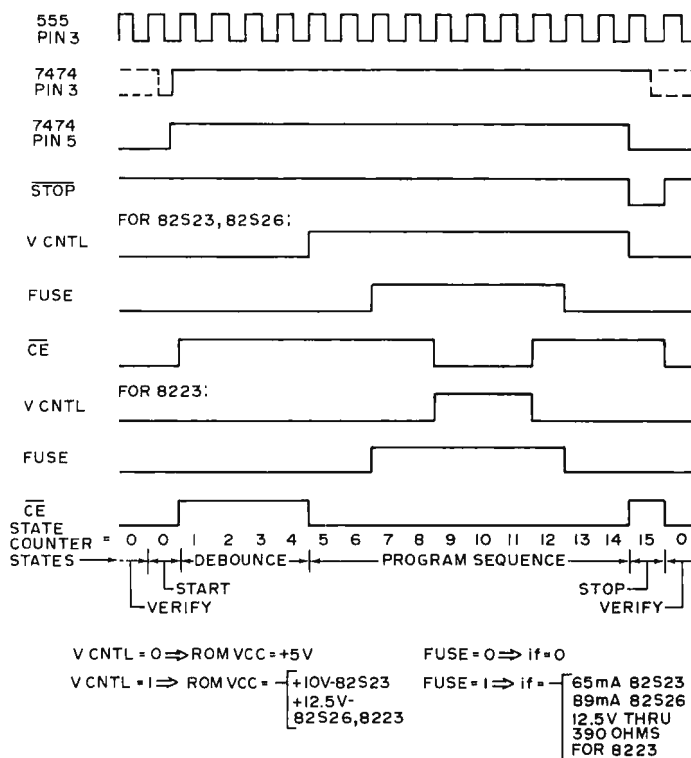 555
PIN 3
7474
PIN 3
7474
PIN 5
STOP
FOR 82S23, 82S26:
V CNTL
FUSE
CE
FOR 8223:
V CNTL
FUSE
CE
STATE
COUNTER = 0 0 1 2 3 4 5 6 7 8 9 10 11 12 13 14 15 0
STATES DEBOUNCE PROGRAM SEQUENCE
START STOP
VERIFY VERIFY
V CNTL = 0 ⇒ ROM VCC = +5V
V CNTL = 1 ⇒ ROM VCC = +10V-82S23
+12.5V-
82S26, 8223
FUSE = 0 ⇒ if = 0
FUSE = 1 ⇒ if = 65mA 82S23
89mA 82S26
12.5V THRU
390 OHMS
FOR 8223